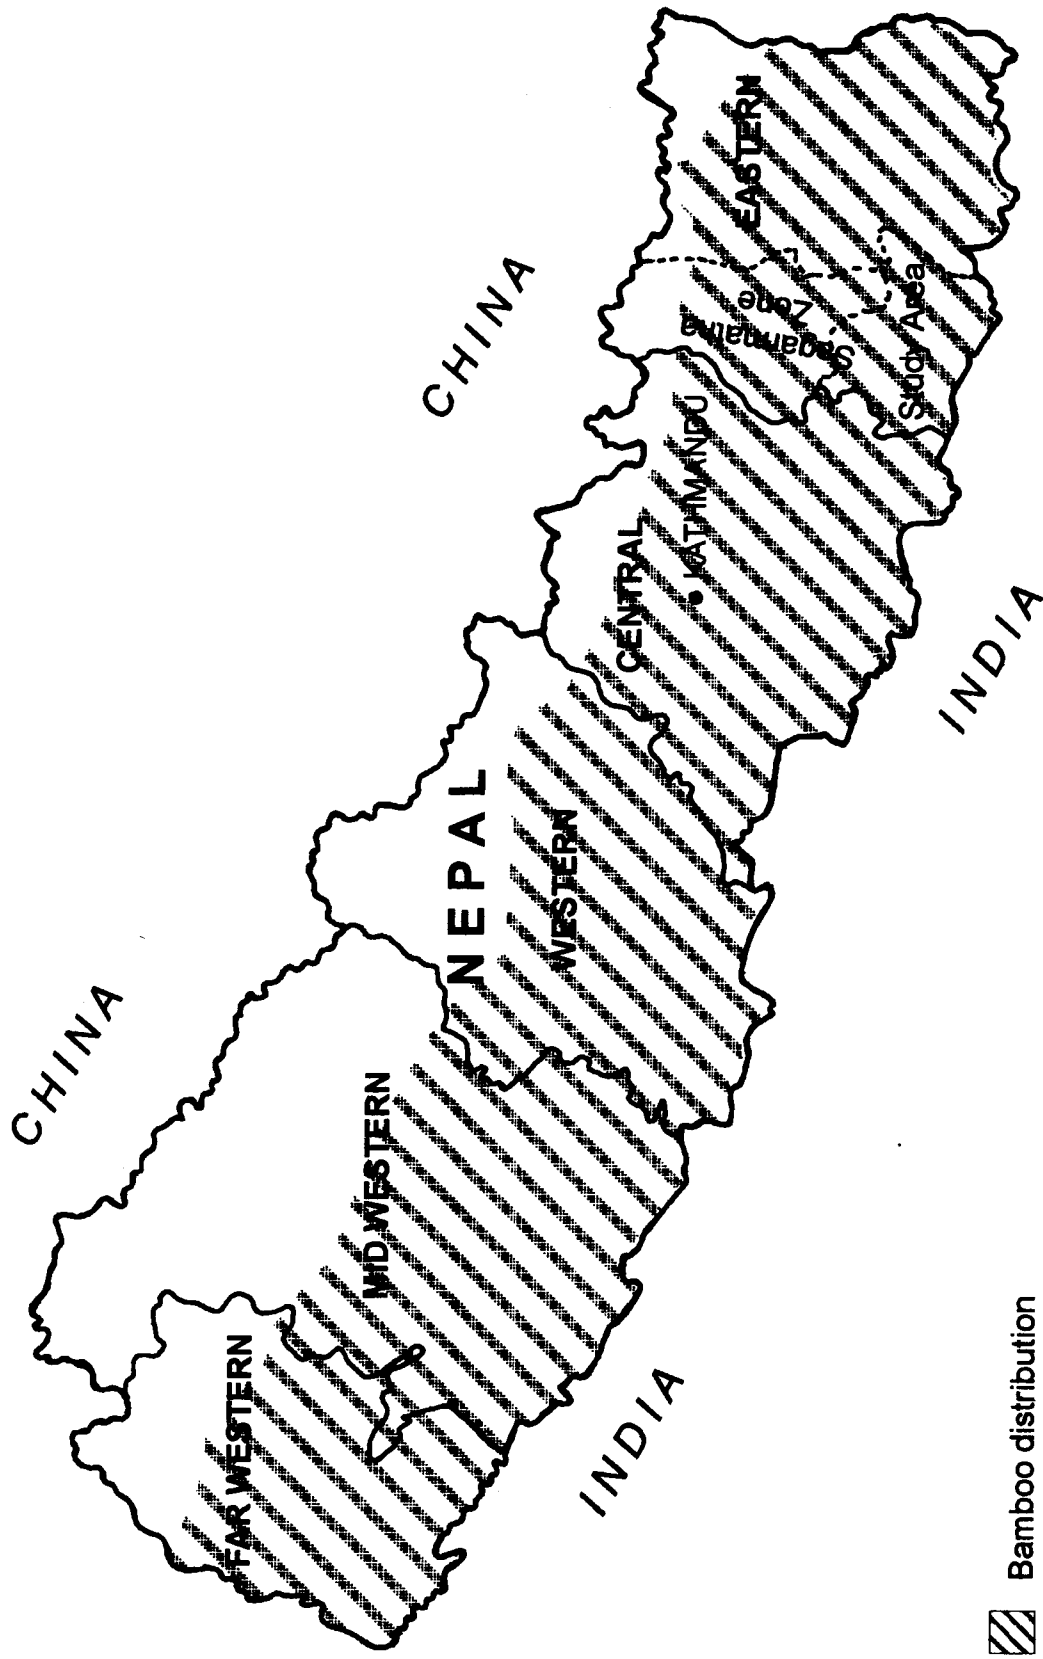 CHINA
CHINA
FAR WESTERN
MID WESTERN
NEPAL
WESTERN
CENTRAL
KATHMANDU
EASTERN
Sagarmatha
Zone
Study Area
INDIA
INDIA
Bamboo distribution